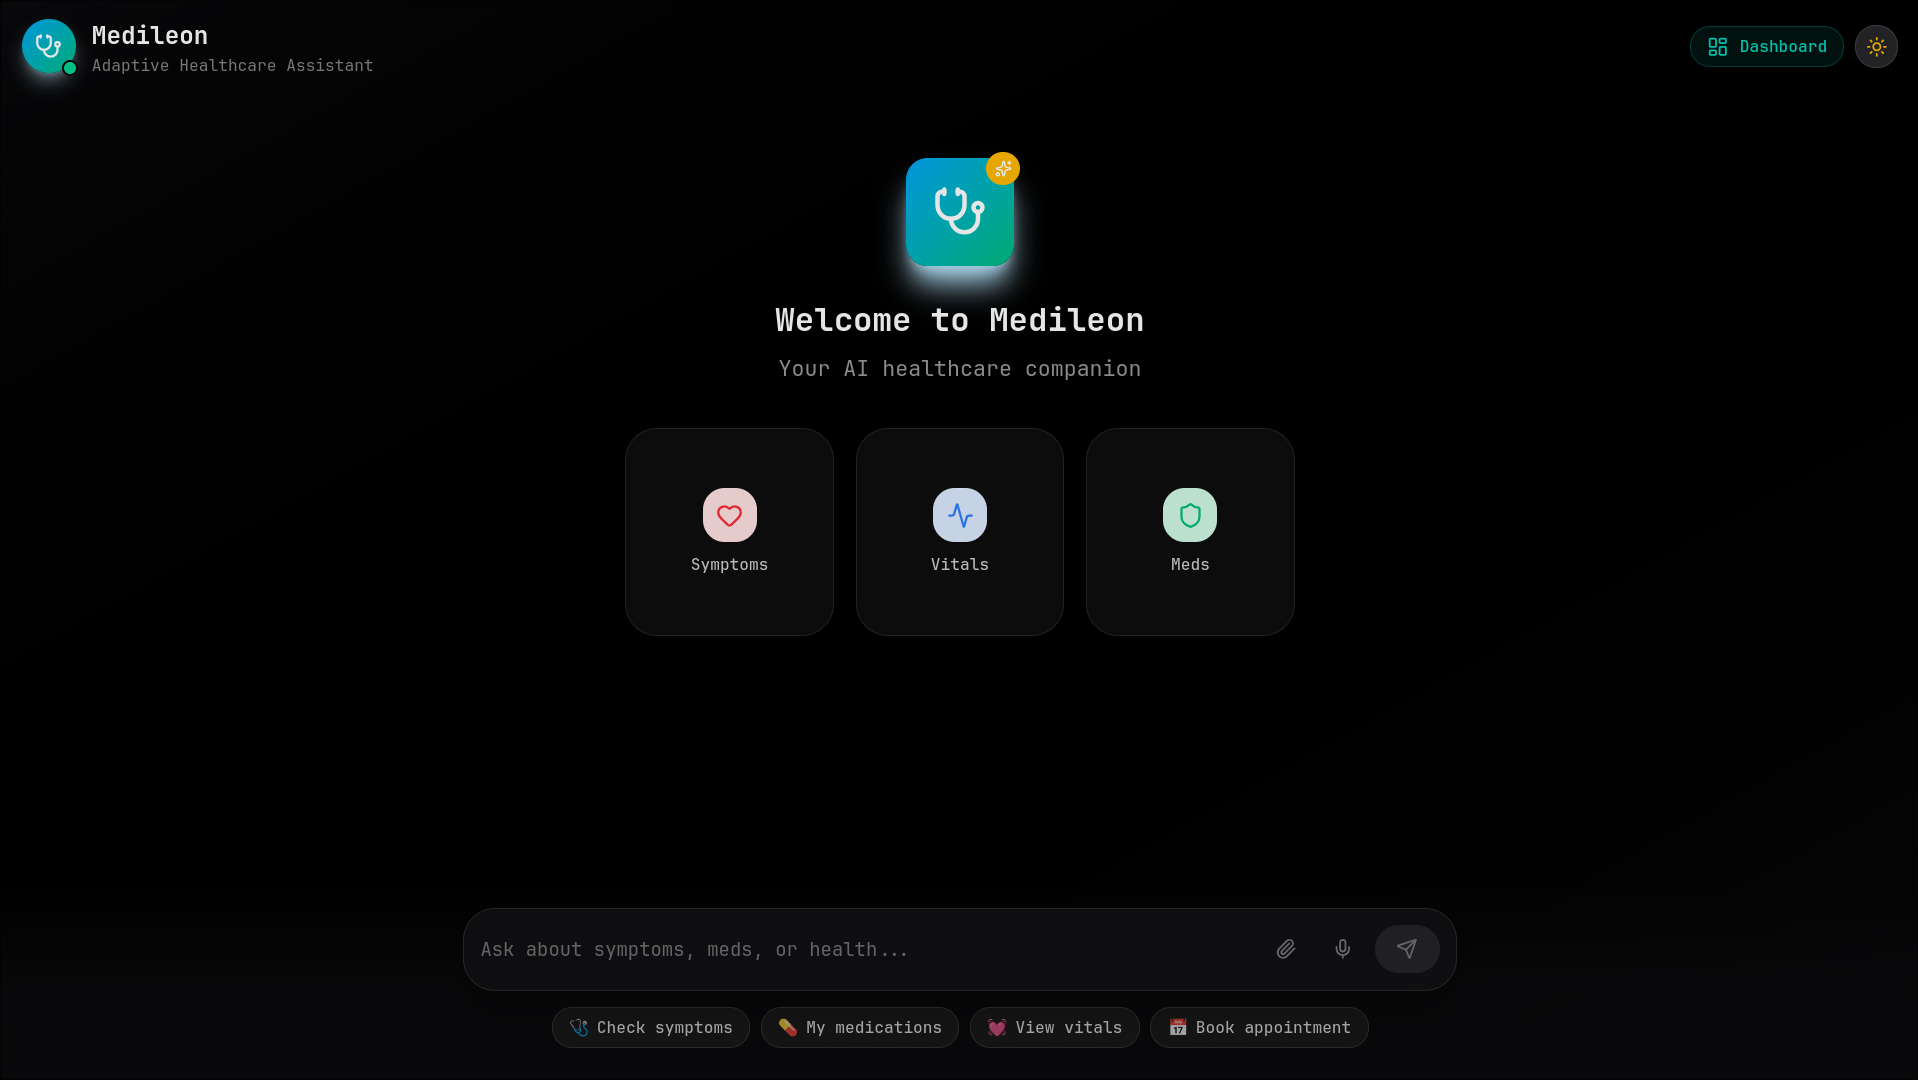 Medileon
Adaptive Healthcare Assistant
Dashboard
Welcome to Medileon
Your AI healthcare companion
Symptoms
Vitals
Meds
Ask about symptoms, meds, or health...
🩺 Check symptoms
💊 My medications
💓 View vitals
📅 Book appointment